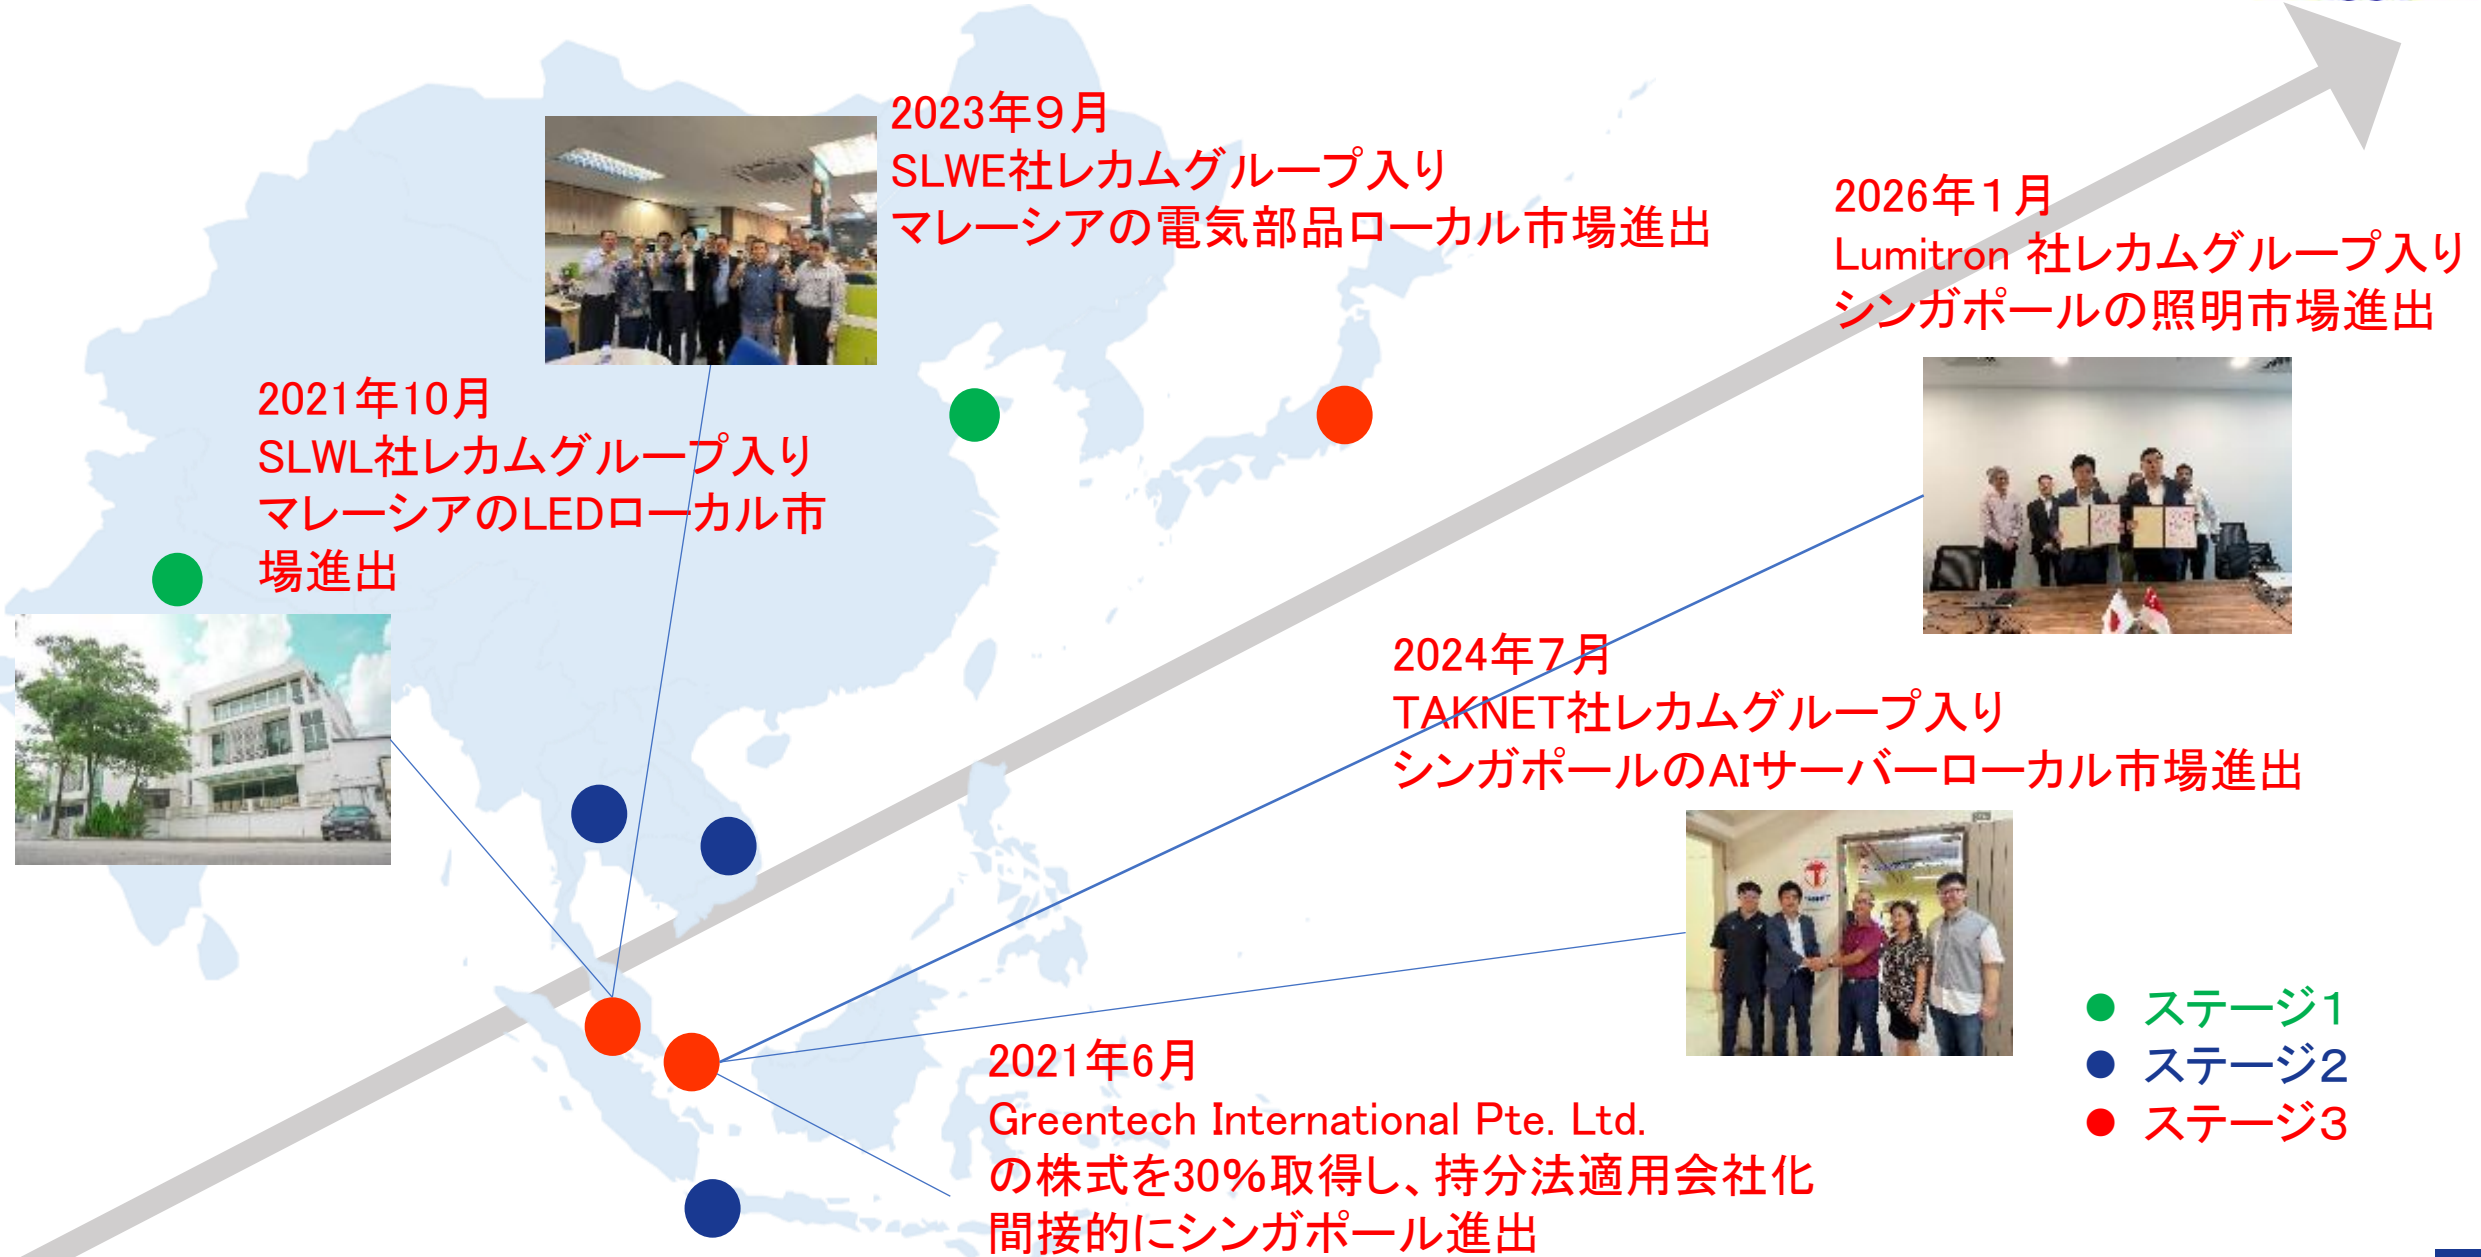 2023年９月
SLWE社レカムグループ入り
マレーシアの電気部品ローカル市場進出
2026年１月
Lumitron 社レカムグループ入り
シンガポールの照明市場進出
2021年10月
SLWL社レカムグループ入り
マレーシアのLEDローカル市
場進出
2024年７月
TAKNET社レカムグループ入り
シンガポールのAIサーバーローカル市場進出
2021年6月
Greentech International Pte. Ltd.
の株式を30%取得し、持分法適用会社化
間接的にシンガポール進出
● ステージ１
● ステージ２
● ステージ３